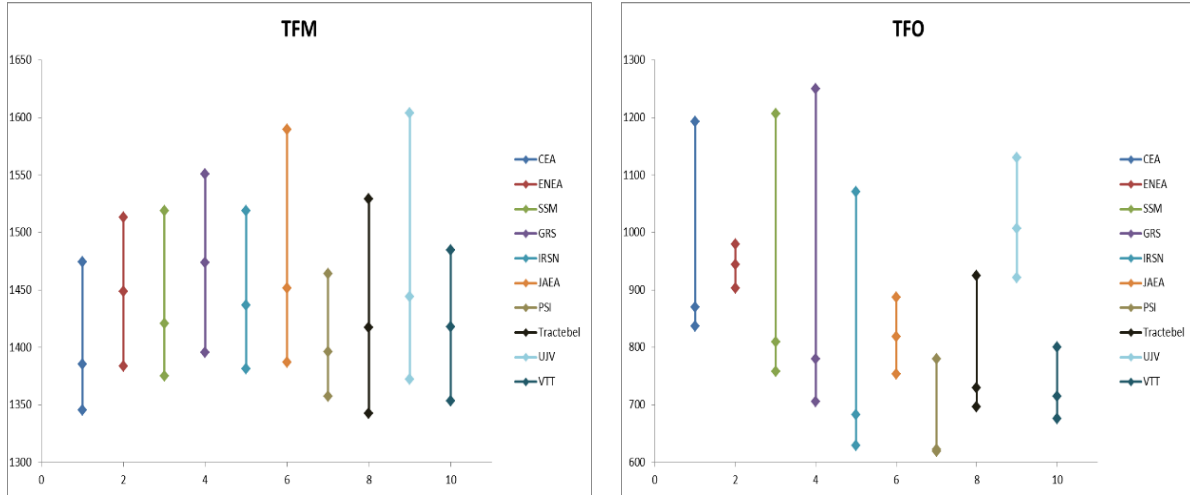 TFM
1650
1600
1550
1500
1450
1400
1350
1300
0 2 4 6 8 10
CEA
ENEA
SSM
GRS
IRSN
JAEA
PSI
Tractebel
UJV
VTT
TFO
1300
1200
1100
1000
900
800
700
600
0 2 4 6 8 10
CEA
ENEA
SSM
GRS
IRSN
JAEA
PSI
Tractebel
UJV
VTT